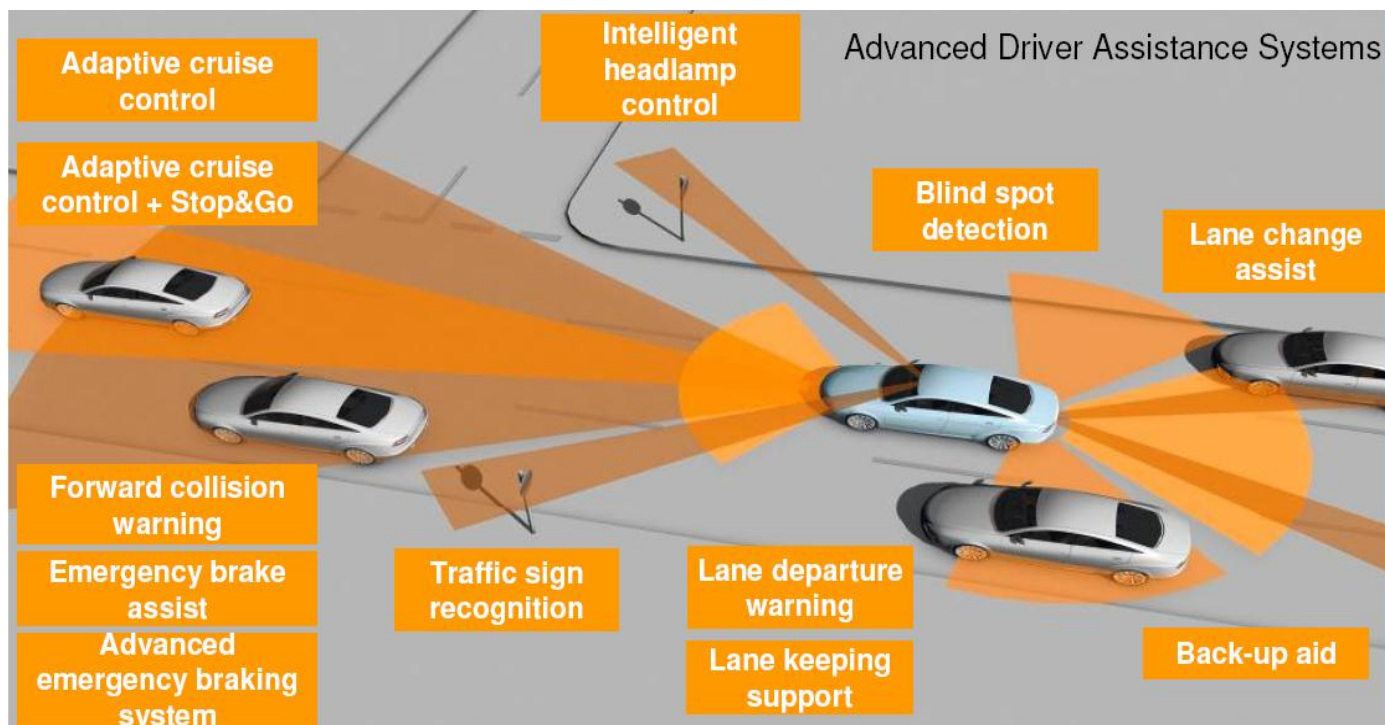 Advanced Driver Assistance Systems
Adaptive cruise
control
Adaptive cruise
control + Stop&Go
Intelligent
headlamp
control
Blind spot
detection
Lane change
assist
Forward collision
warning
Emergency brake
assist
Advanced
emergency braking
system
Traffic sign
recognition
Lane departure
warning
Lane keeping
support
Back-up aid